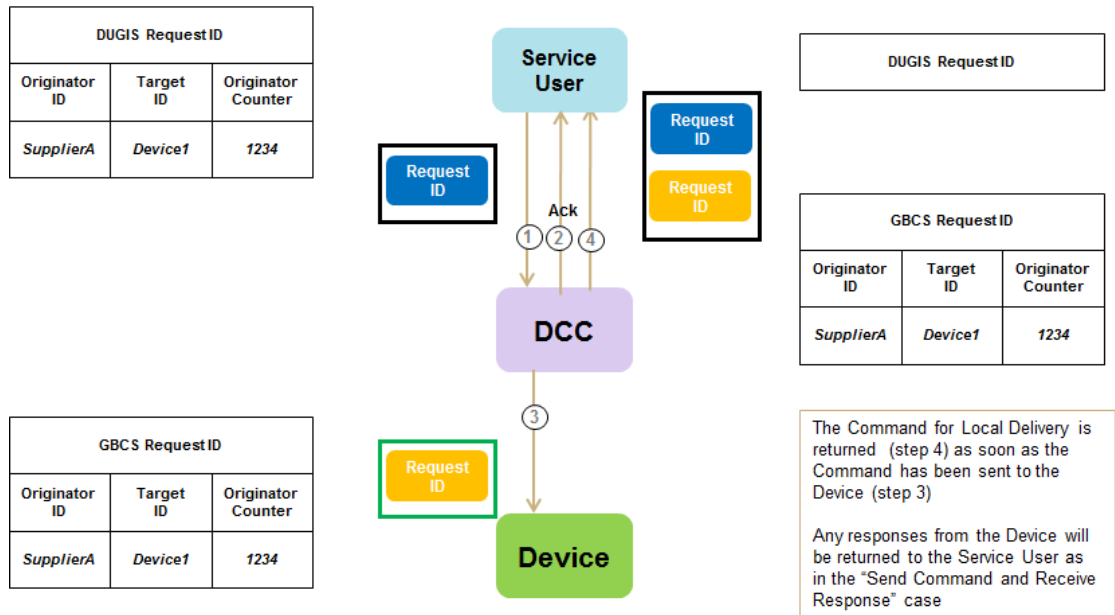 DUGIS Request ID
Originator ID
Target ID
Originator Counter
SupplierA
Device1
1234
Service
User
DUGIS Request ID
Request
ID
Request
ID
Request
ID
Ack
1
2
4
GBCS Request ID
Originator ID
Target ID
Originator Counter
SupplierA
Device1
1234
DCC
3
GBCS Request ID
Originator ID
Target ID
Originator Counter
SupplierA
Device1
1234
Request
ID
Device
The Command for Local Delivery is
returned (step 4) as soon as the
Command has been sent to the
Device (step 3)
Any responses from the Device will
be returned to the Service User as
in the “Send Command and Receive
Response” case